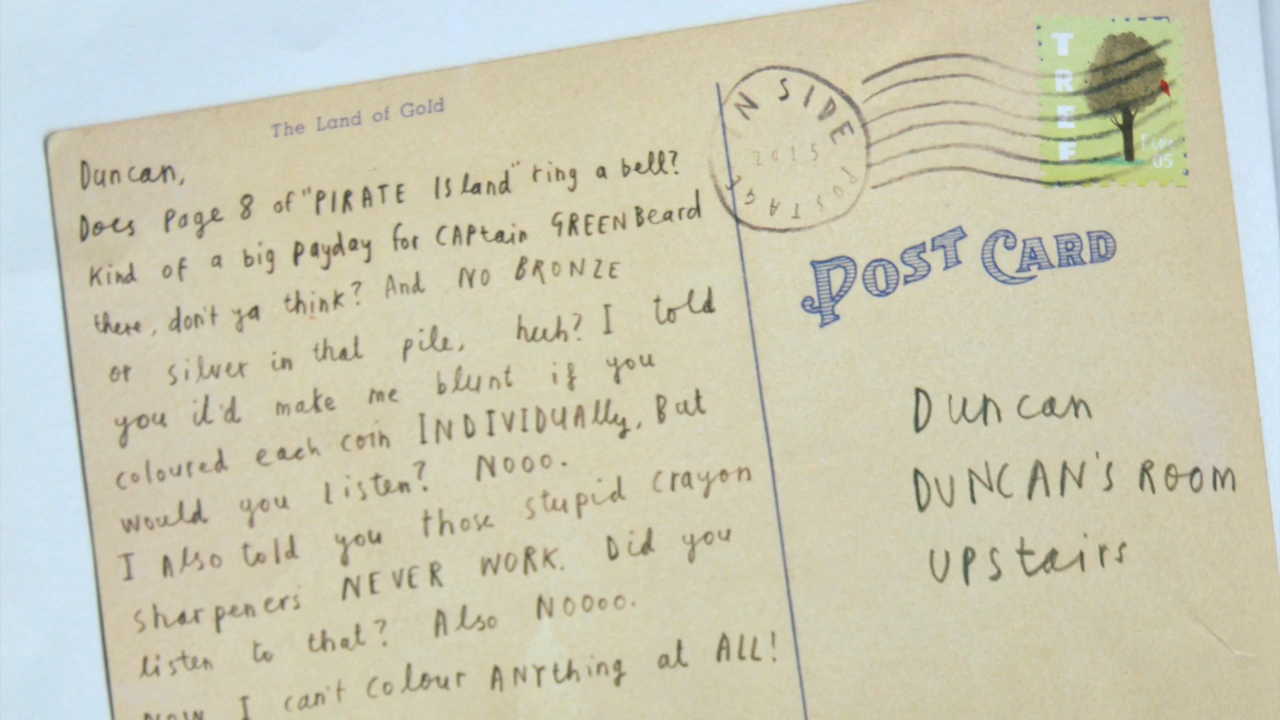 The Land of Gold
Duncan,
Does Page 8 of "PIRATE Island" ring a bell?
Kind of a big payday for CAPtain GREENBeard
there, don't ya think? And NO BRONZE
or silver in that pile, huh? I told
you it'd make me blunt if you
coloured each coin INDIVIDUAlly, But
would you listen? Nooo.
I Also told you those stupid crayon
sharpeners NEVER WORK. Did you
listen to that? Also Noooo.
Now I can't colour ANYthing at ALL!
INSIDE POSTAGE
2015
TREE
US
POST CARD
Duncan
DUNCAN'S ROOM
UPstairs